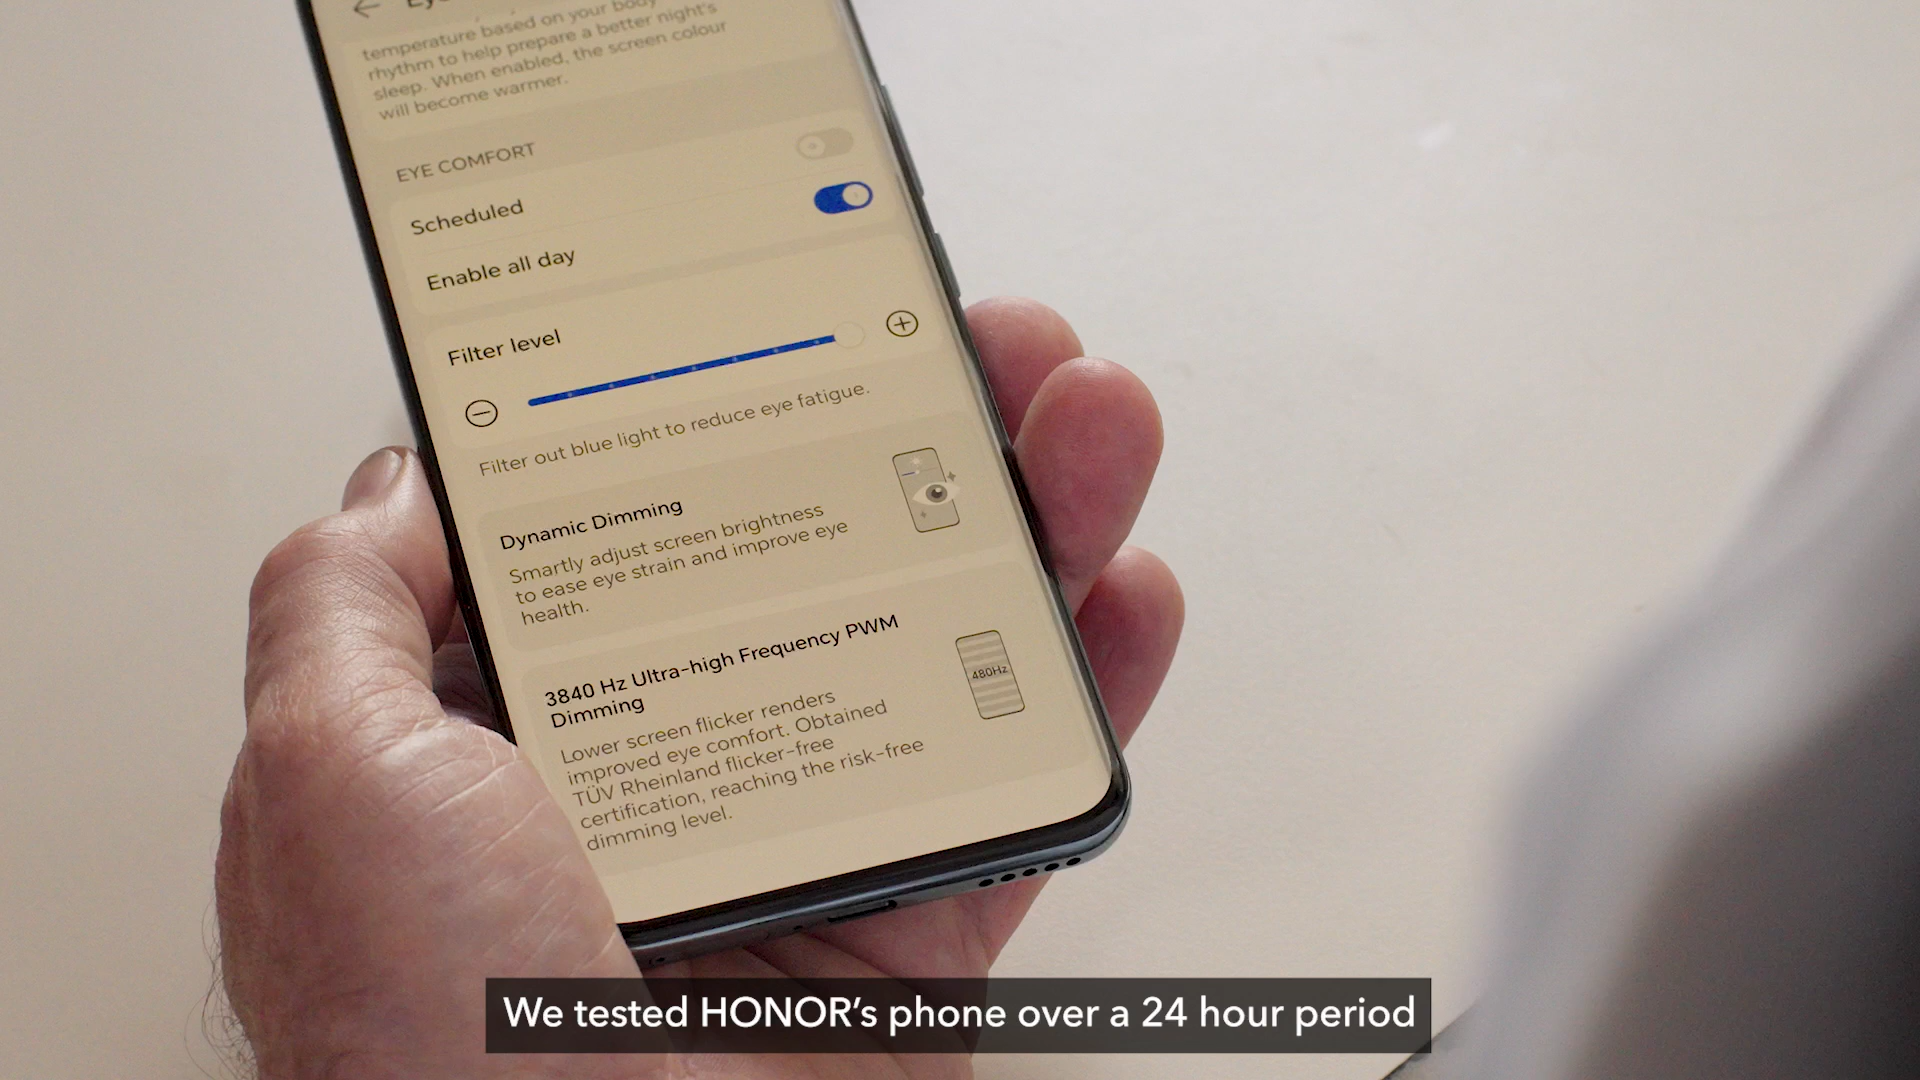 temperature based on your body
rhythm to help prepare a better night's
sleep. When enabled, the screen colour
will become warmer.
EYE COMFORT
Scheduled
Enable all day
Filter level
Filter out blue light to reduce eye fatigue.
Dynamic Dimming
Smartly adjust screen brightness
to ease eye strain and improve eye
health.
3840 Hz Ultra-high Frequency PWM
Dimming
480Hz
Lower screen flicker renders
improved eye comfort. Obtained
TÜV Rheinland flicker-free
certification, reaching the risk-free
dimming level.
We tested HONOR's phone over a 24 hour period